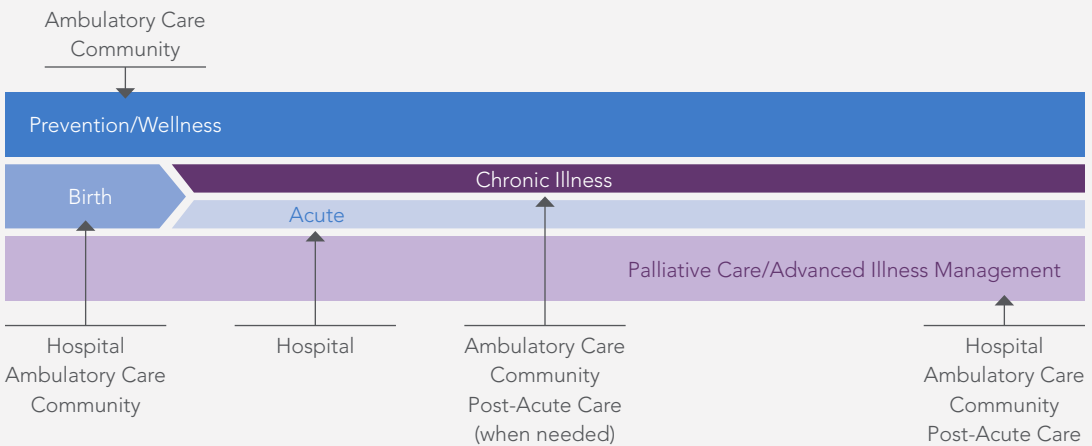 Ambulatory Care
Community
Prevention/Wellness
Chronic Illness
Birth
Acute
Palliative Care/Advanced Illness Management
Hospital
Ambulatory Care
Community
Hospital
Ambulatory Care
Community
Post-Acute Care
(when needed)
Hospital
Ambulatory Care
Community
Post-Acute Care